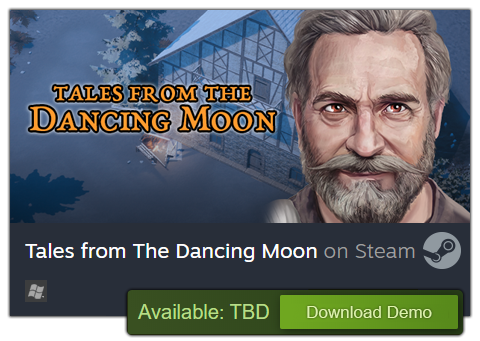 TALES FROM THE
DANCING MOON
Tales from The Dancing Moon on Steam
Available: TBD
Download Demo